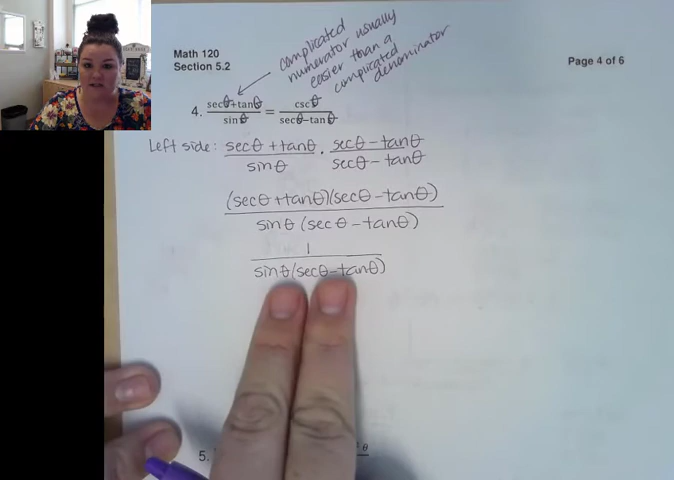 Math 120
Section 5.2
Page 4 of 6
complicated
numerator usually
easier than a
complicated
denominator
4. secθ+tanθ / sinθ = cscθ / secθ−tanθ
Left side: secθ + tanθ / sinθ · secθ − tanθ / secθ − tanθ
(secθ + tanθ)(secθ − tanθ)
sinθ (secθ − tanθ)
1
sinθ(secθ−tanθ)
5.
θ